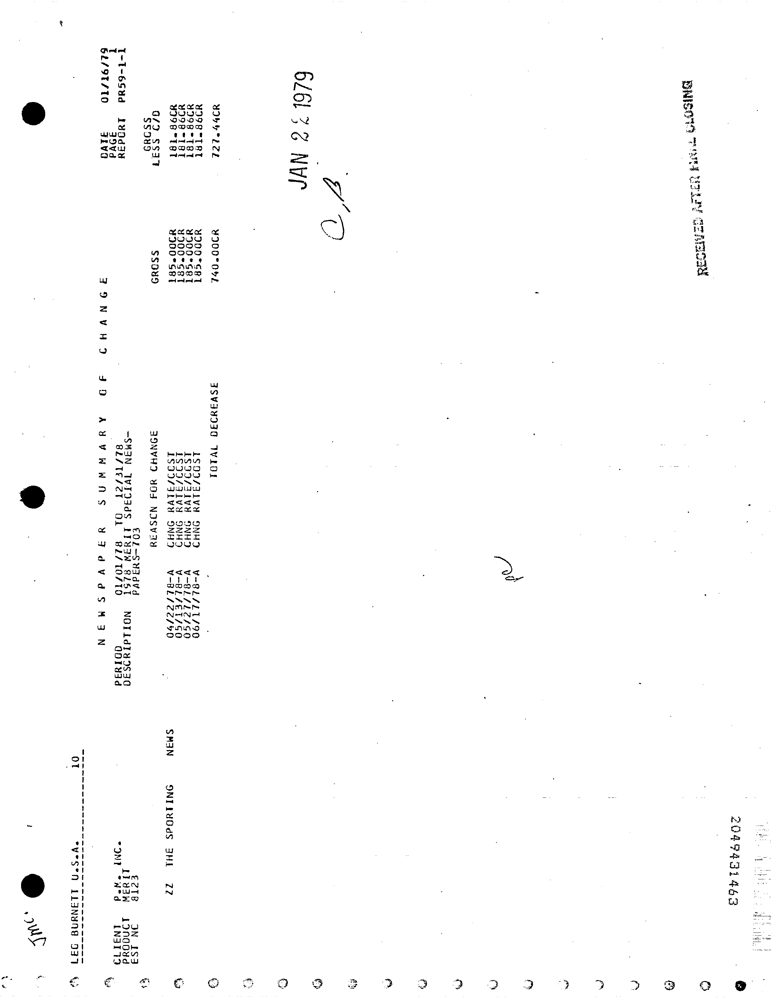 JMC
LEO BURNETT U.S.A. 10
N E W S P A P E R   S U M M A R Y   O F   C H A N G E
DATE 01/16/79
PAGE 1
REPORT PR59-1-1
CLIENT P.M. INC.
PRODUCT MERIT
EST NC 8123
PERIOD 01/01/78 TO 12/31/78
DESCRIPTION 1978 MERIT SPECIAL NEWS-
PAPERS-703
REASCN FOR CHANGE GROSS GROSS LESS C/D
ZZ THE SPORTING NEWS 04/22/78-A CHNG RATE/COST 185.00CR 181.86CR
05/13/78-A CHNG RATE/COST 185.00CR 181.86CR
05/27/78-A CHNG RATE/COST 185.00CR 181.86CR
06/17/78-A CHNG RATE/COST 185.00CR 181.86CR
TOTAL DECREASE 740.00CR 727.44CR
JAN 22 1979
C.B.
RECEIVED AFTER FINAL CLOSING
2049431463